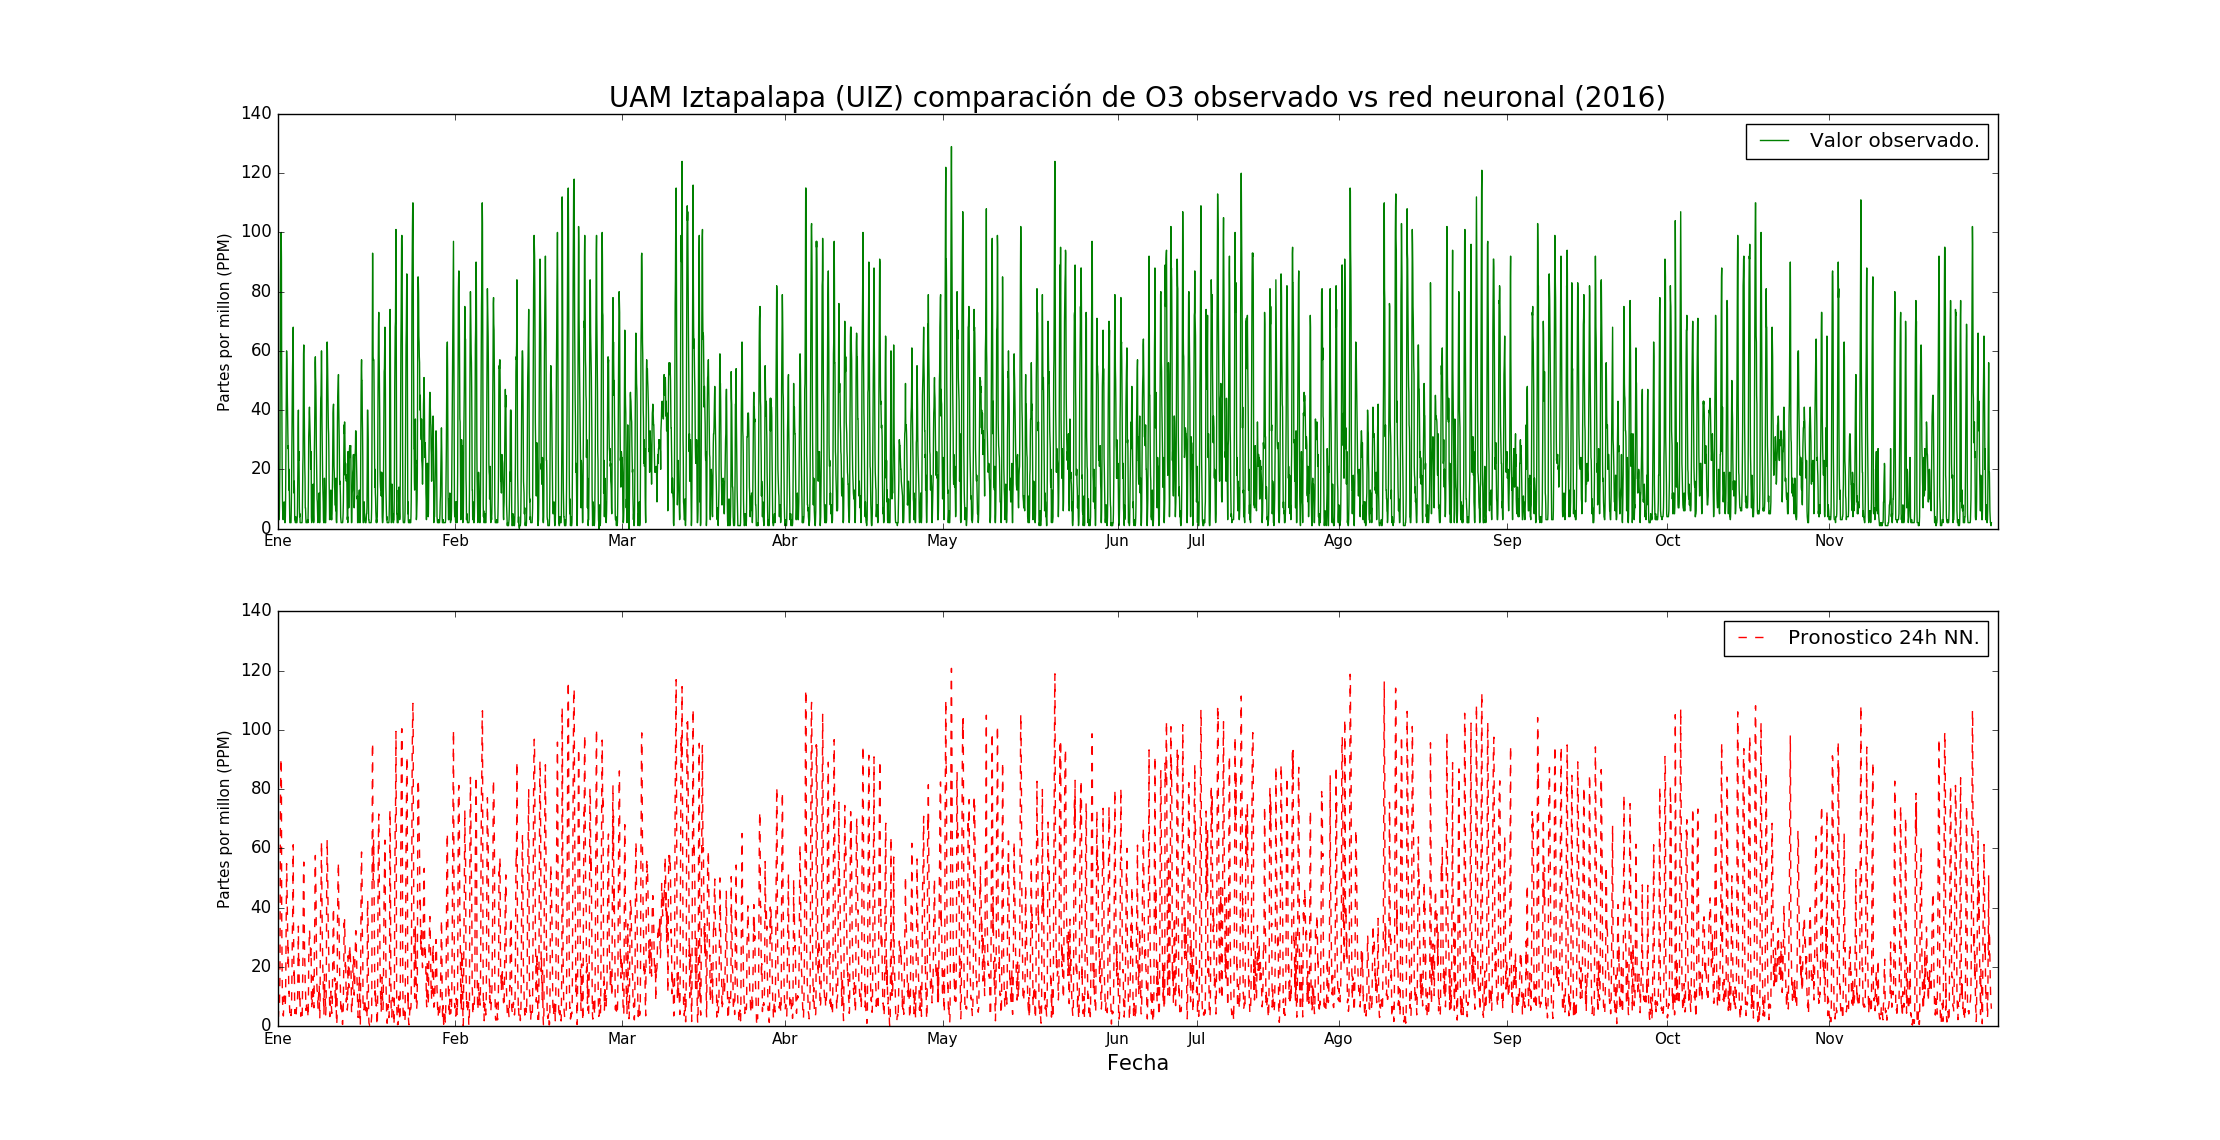 UAM Iztapalapa (UIZ) comparación de O3 observado vs red neuronal (2016)
140
120
100
80
60
40
20
0
Partes por millon (PPM)
Valor observado.
Ene Feb Mar Abr May Jun Jul Ago Sep Oct Nov
140
120
100
80
60
40
20
0
Partes por millon (PPM)
Pronostico 24h NN.
Ene Feb Mar Abr May Jun Jul Ago Sep Oct Nov
Fecha